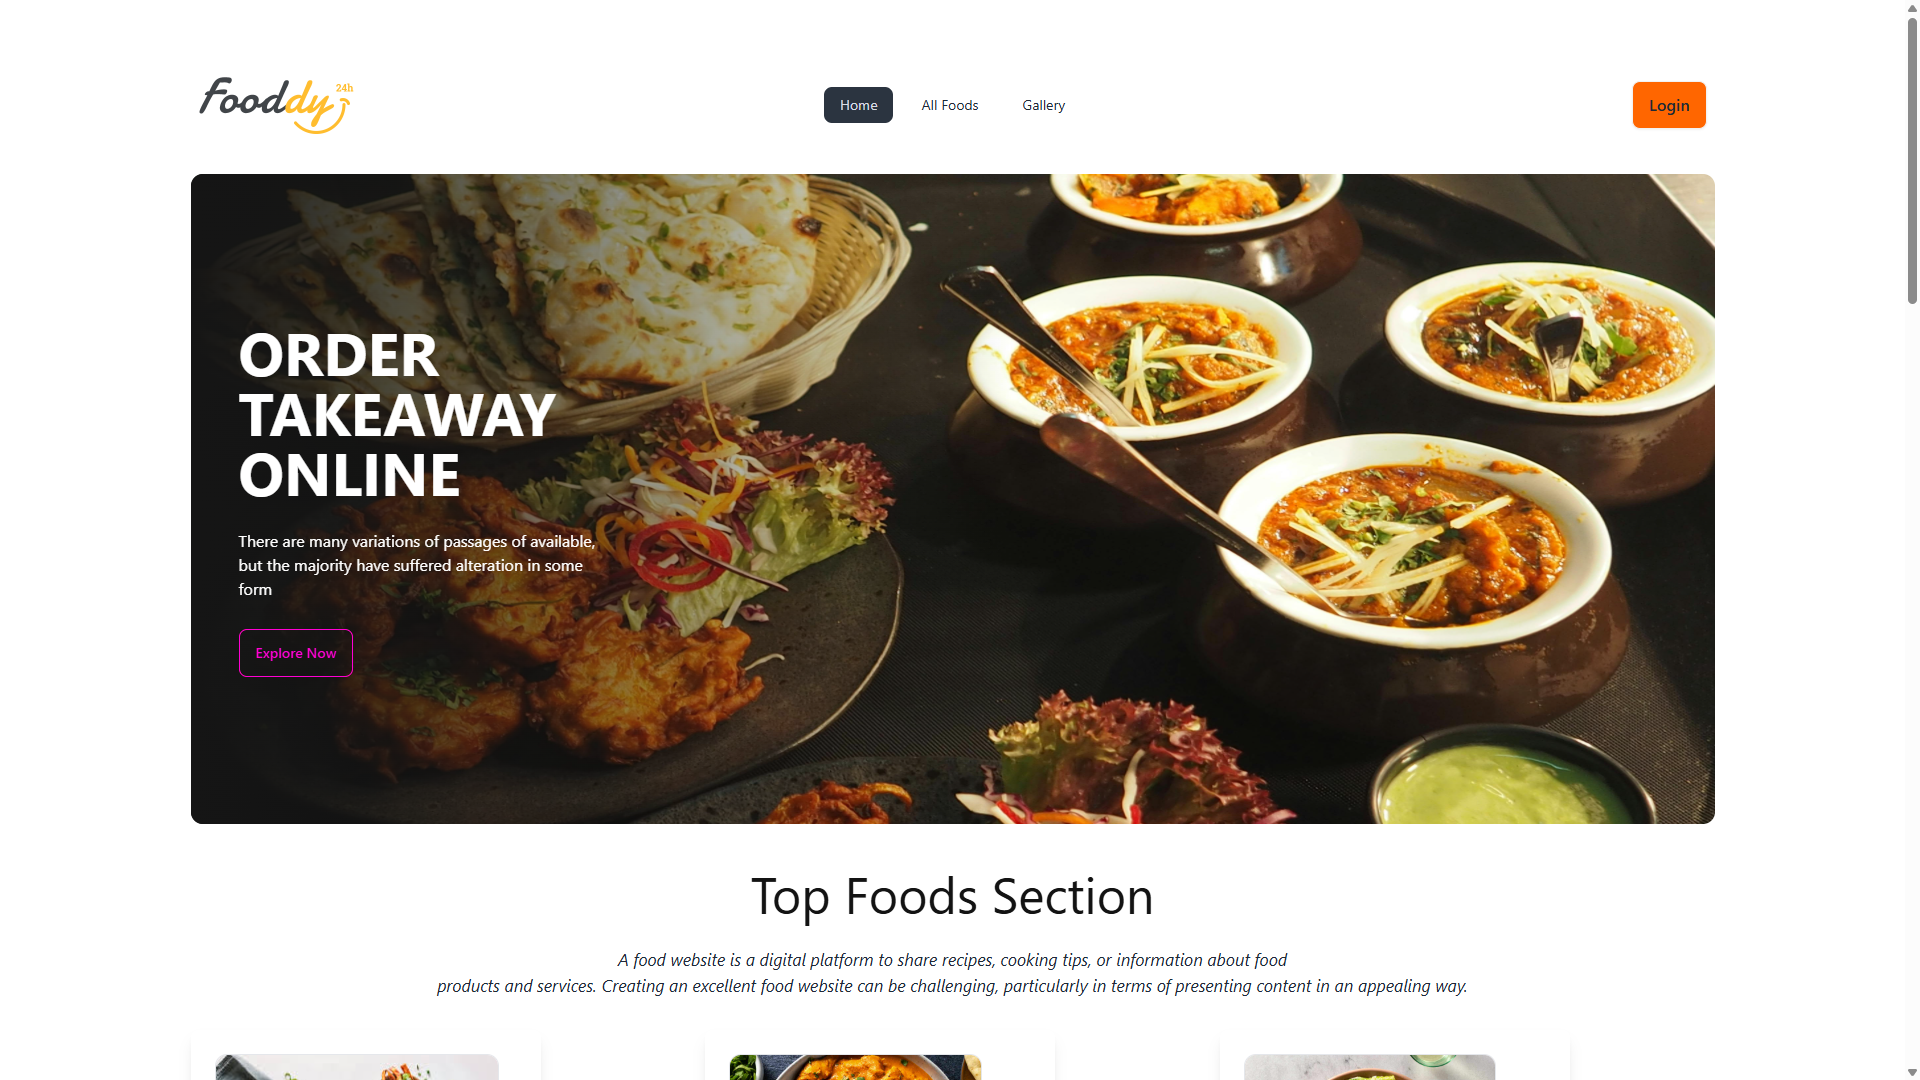 Fooddy 24h
Home
All Foods
Gallery
Login
ORDER
TAKEAWAY
ONLINE
There are many variations of passages of available,
but the majority have suffered alteration in some
form
Explore Now
Top Foods Section
A food website is a digital platform to share recipes, cooking tips, or information about food
products and services. Creating an excellent food website can be challenging, particularly in terms of presenting content in an appealing way.